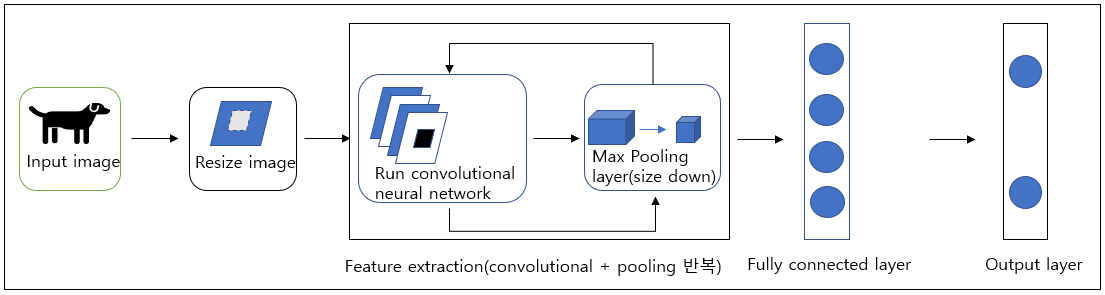 Input image
Resize image
Run convolutional
neural network
Max Pooling
layer(size down)
Feature extraction(convolutional + pooling 반복)
Fully connected layer
Output layer